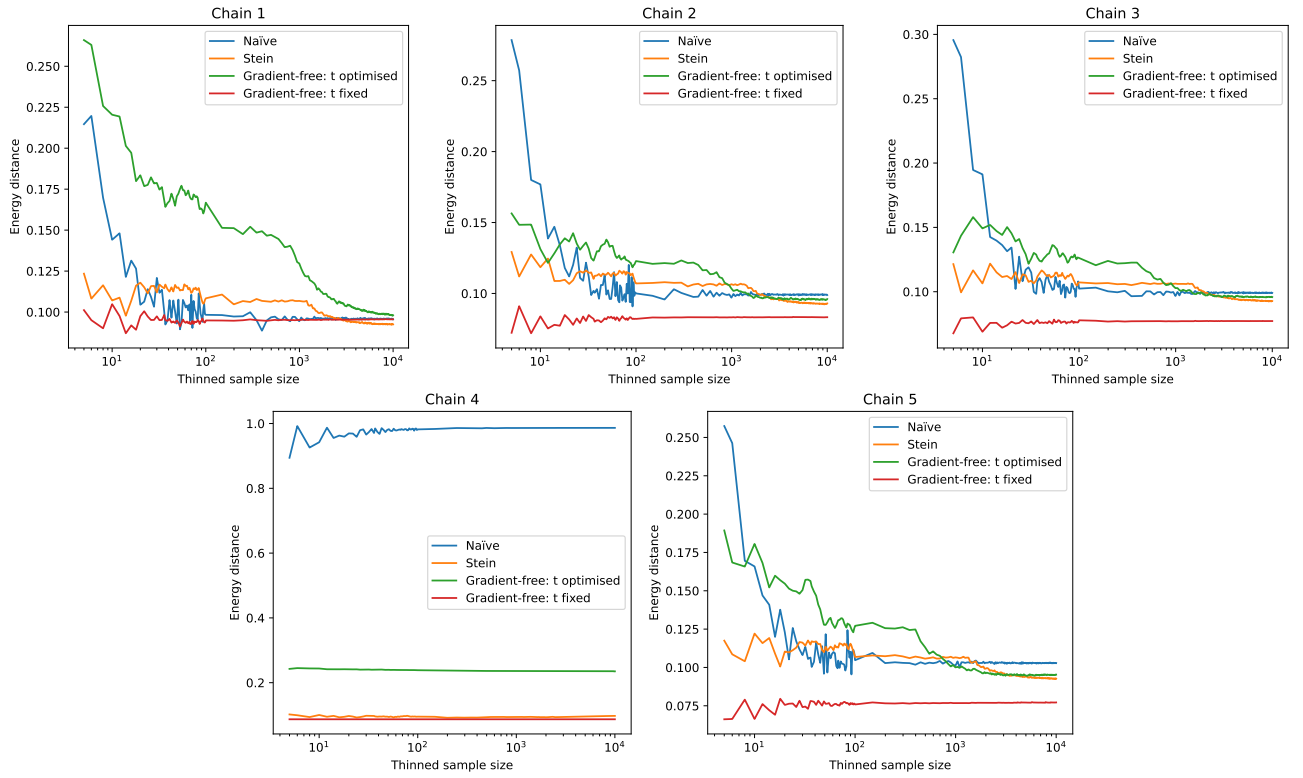 Chain 1
Energy distance
0.250
0.225
0.200
0.175
0.150
0.125
0.100
Naïve
Stein
Gradient-free: t optimised
Gradient-free: t fixed
10¹ 10² 10³ 10⁴
Thinned sample size
Chain 2
Energy distance
0.25
0.20
0.15
0.10
Naïve
Stein
Gradient-free: t optimised
Gradient-free: t fixed
10¹ 10² 10³ 10⁴
Thinned sample size
Chain 3
Energy distance
0.30
0.25
0.20
0.15
0.10
Naïve
Stein
Gradient-free: t optimised
Gradient-free: t fixed
10¹ 10² 10³ 10⁴
Thinned sample size
Chain 4
Energy distance
1.0
0.8
0.6
0.4
0.2
Naïve
Stein
Gradient-free: t optimised
Gradient-free: t fixed
10¹ 10² 10³ 10⁴
Thinned sample size
Chain 5
Energy distance
0.250
0.225
0.200
0.175
0.150
0.125
0.100
0.075
Naïve
Stein
Gradient-free: t optimised
Gradient-free: t fixed
10¹ 10² 10³ 10⁴
Thinned sample size